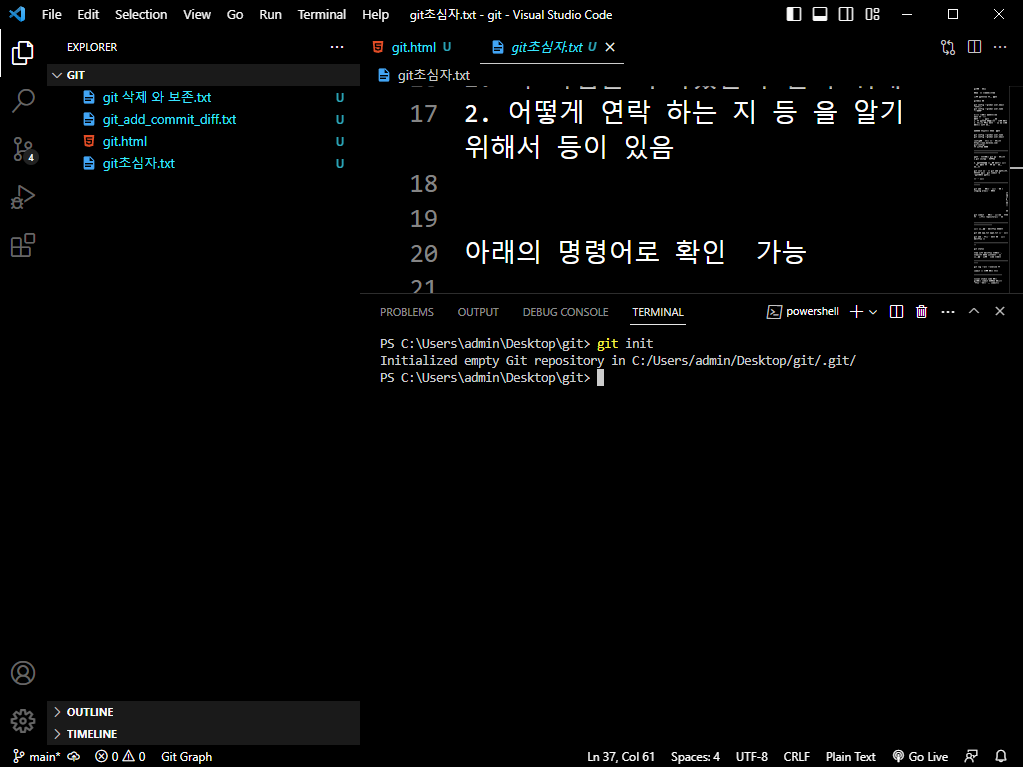 File Edit Selection View Go Run Terminal Help git초심자.txt - git - Visual Studio Code
EXPLORER
GIT
git 삭제 와 보존.txt U
git_add_commit_diff.txt U
git.html U
git초심자.txt U
4
git.html U git초심자.txt U
git초심자.txt
17 2. 어떻게 연락 하는 지 등 을 알기
위해서 등이 있음
18
19
20 아래의 명령어로 확인 가능
21
PROBLEMS OUTPUT DEBUG CONSOLE TERMINAL powershell
PS C:\Users\admin\Desktop\git> git init
Initialized empty Git repository in C:/Users/admin/Desktop/git/.git/
PS C:\Users\admin\Desktop\git>
OUTLINE
TIMELINE
main* 0 0 Git Graph Ln 37, Col 61 Spaces: 4 UTF-8 CRLF Plain Text Go Live